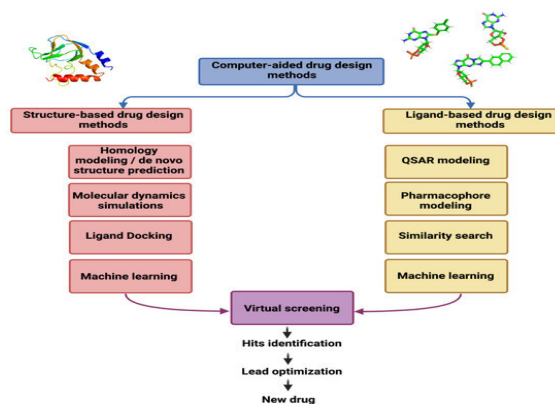 Computer-aided drug design
methods
Structure-based drug design
methods
Homology
modeling / de novo
structure prediction
Molecular dynamics
simulations
Ligand Docking
Machine learning
Ligand-based drug design
methods
QSAR modeling
Pharmacophore
modeling
Similarity search
Machine learning
Virtual screening
Hits identification
Lead optimization
New drug